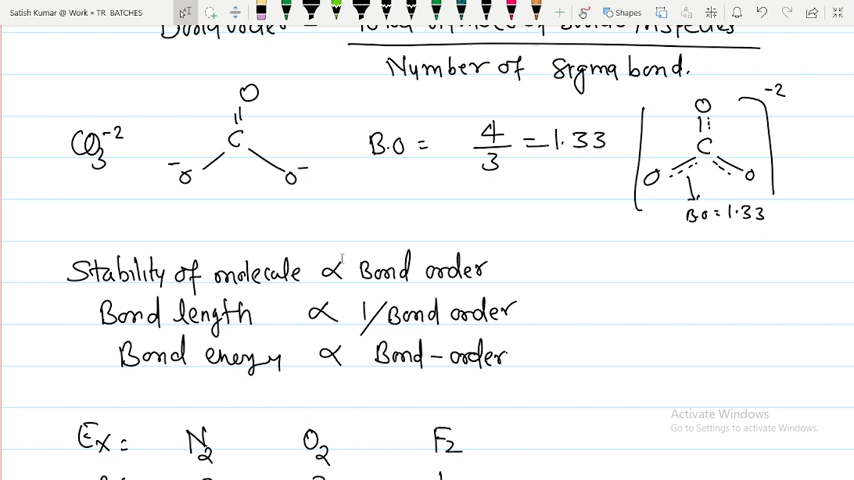 Satish Kumar @ Work » TR BATCHES
Shapes
Number of Sigma bond.
CO3-2
O
C
-O
O-
B.O = 4/3 = 1.33
O
C
O
O
-2
BO = 1.33
Stability of molecule ∝ Bond order
Bond length ∝ 1/Bond order
Bond energy ∝ Bond-order
Activate Windows
Go to Settings to activate Windows.
Ex = N2 O2 F2